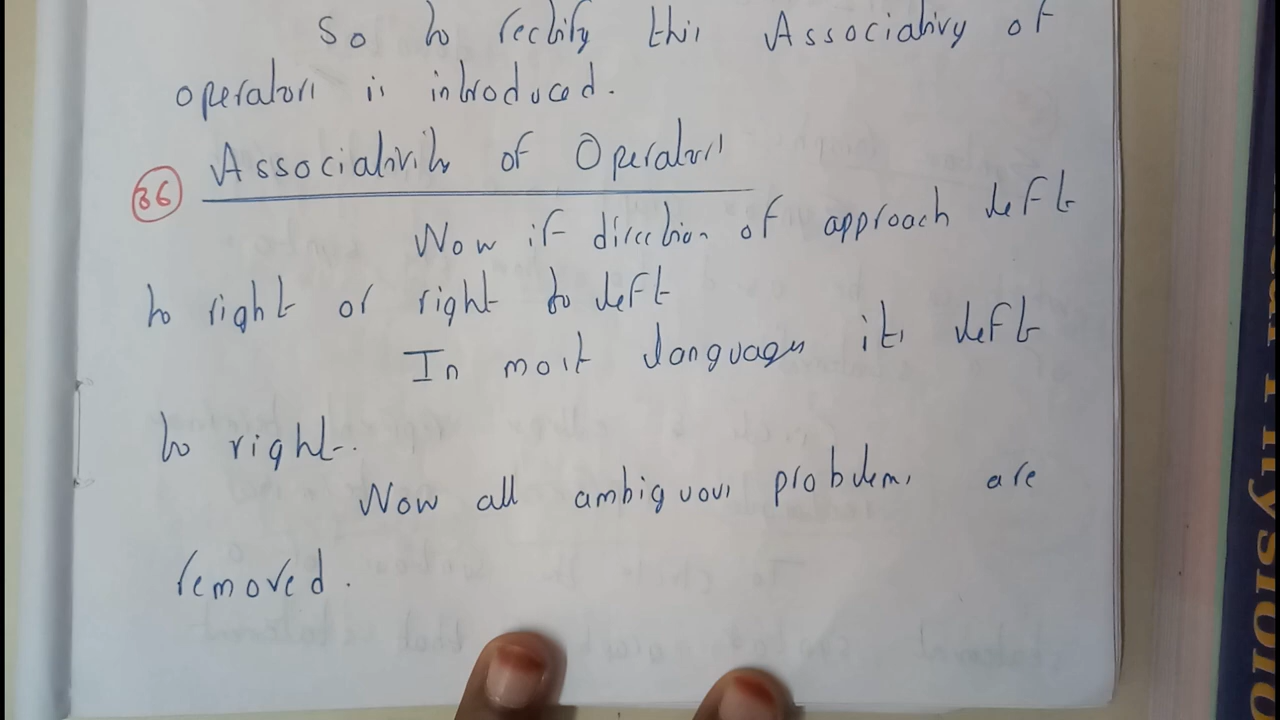 So to rectify this Associativy of
operators is introduced.
36 Associativity of Operators
Now if direction of approach left
to right or right to left
In most languages its left
to right.
Now all ambiguous problems are
removed.